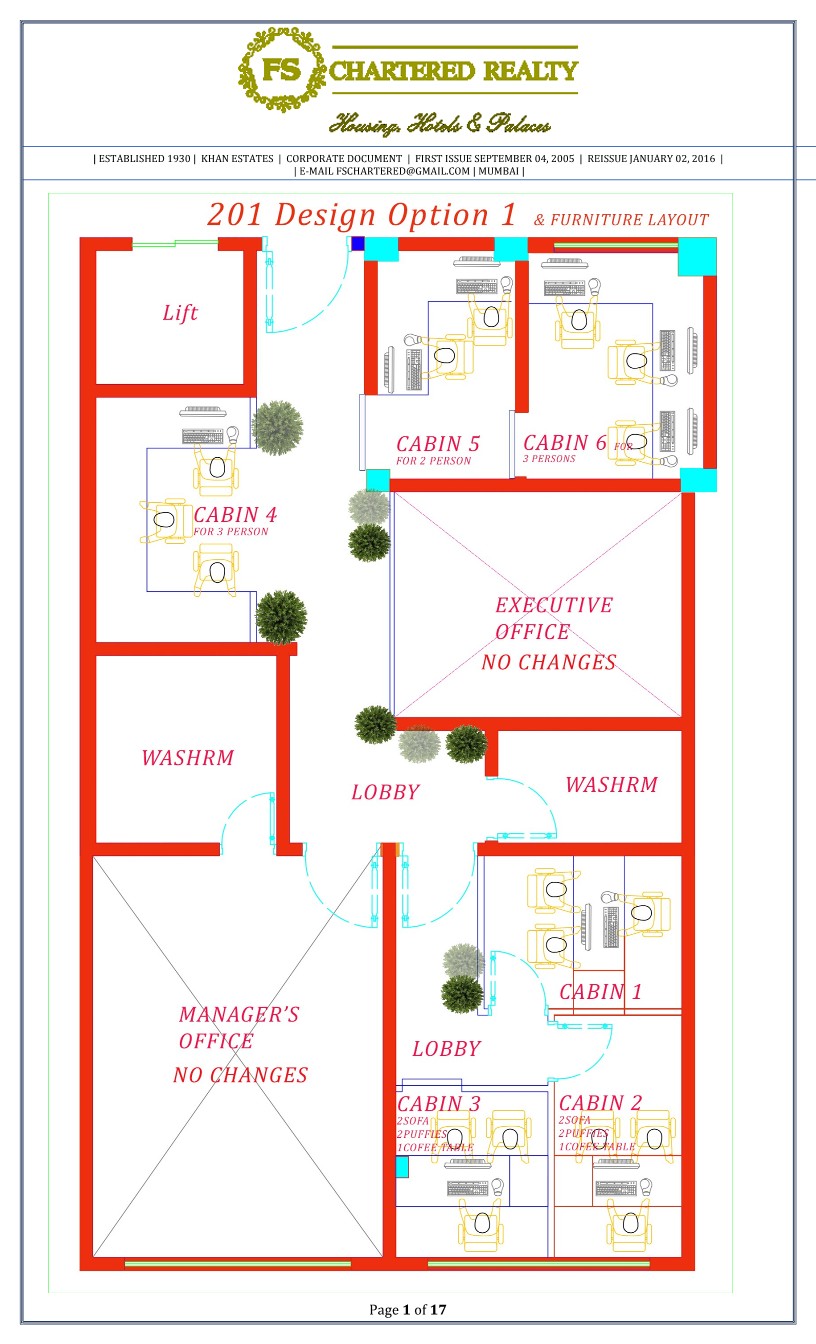 FS
CHARTERED REALTY
Housing, Hotels & Palaces
| ESTABLISHED 1930 | KHAN ESTATES | CORPORATE DOCUMENT | FIRST ISSUE SEPTEMBER 04, 2005 | REISSUE JANUARY 02, 2016 |
| E-MAIL FSCHARTERED@GMAIL.COM | MUMBAI |
201 Design Option 1 & FURNITURE LAYOUT
Lift
CABIN 5
FOR 2 PERSON
CABIN 6 FOR
3 PERSONS
CABIN 4
FOR 3 PERSON
EXECUTIVE
OFFICE
NO CHANGES
WASHRM
LOBBY
WASHRM
CABIN 1
MANAGER'S
OFFICE
NO CHANGES
LOBBY
CABIN 3
2SOFA
2PUFFIES
1COFEE TABLE
CABIN 2
2SOFA
2PUFFIES
1COFEE TABLE
Page 1 of 17